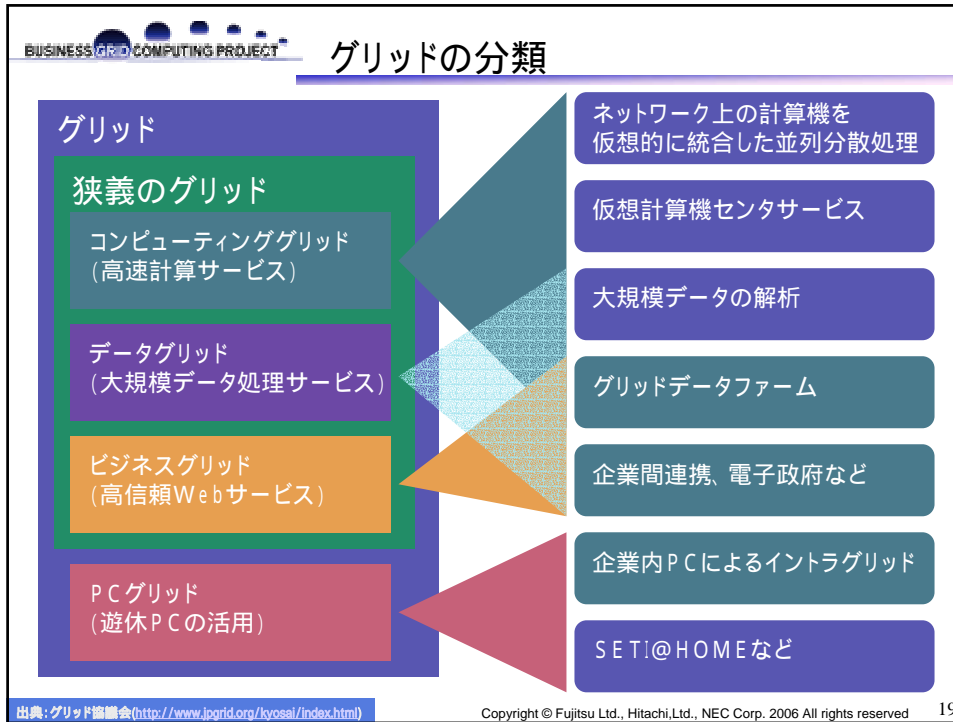 BUSINESS GRID COMPUTING PROJECT
グリッドの分類
グリッド
狭義のグリッド
コンピューティンググリッド
(高速計算サービス)
データグリッド
(大規模データ処理サービス)
ビジネスグリッド
(高信頼Webサービス)
PCグリッド
(遊休PCの活用)
ネットワーク上の計算機を
仮想的に統合した並列分散処理
仮想計算機センタサービス
大規模データの解析
グリッドデータファーム
企業間連携、電子政府など
企業内PCによるイントラグリッド
SETI@HOMEなど
出典:グリッド協議会(http://www.jpgrid.org/kyosai/index.html)
Copyright © Fujitsu Ltd., Hitachi,Ltd., NEC Corp. 2006 All rights reserved
19